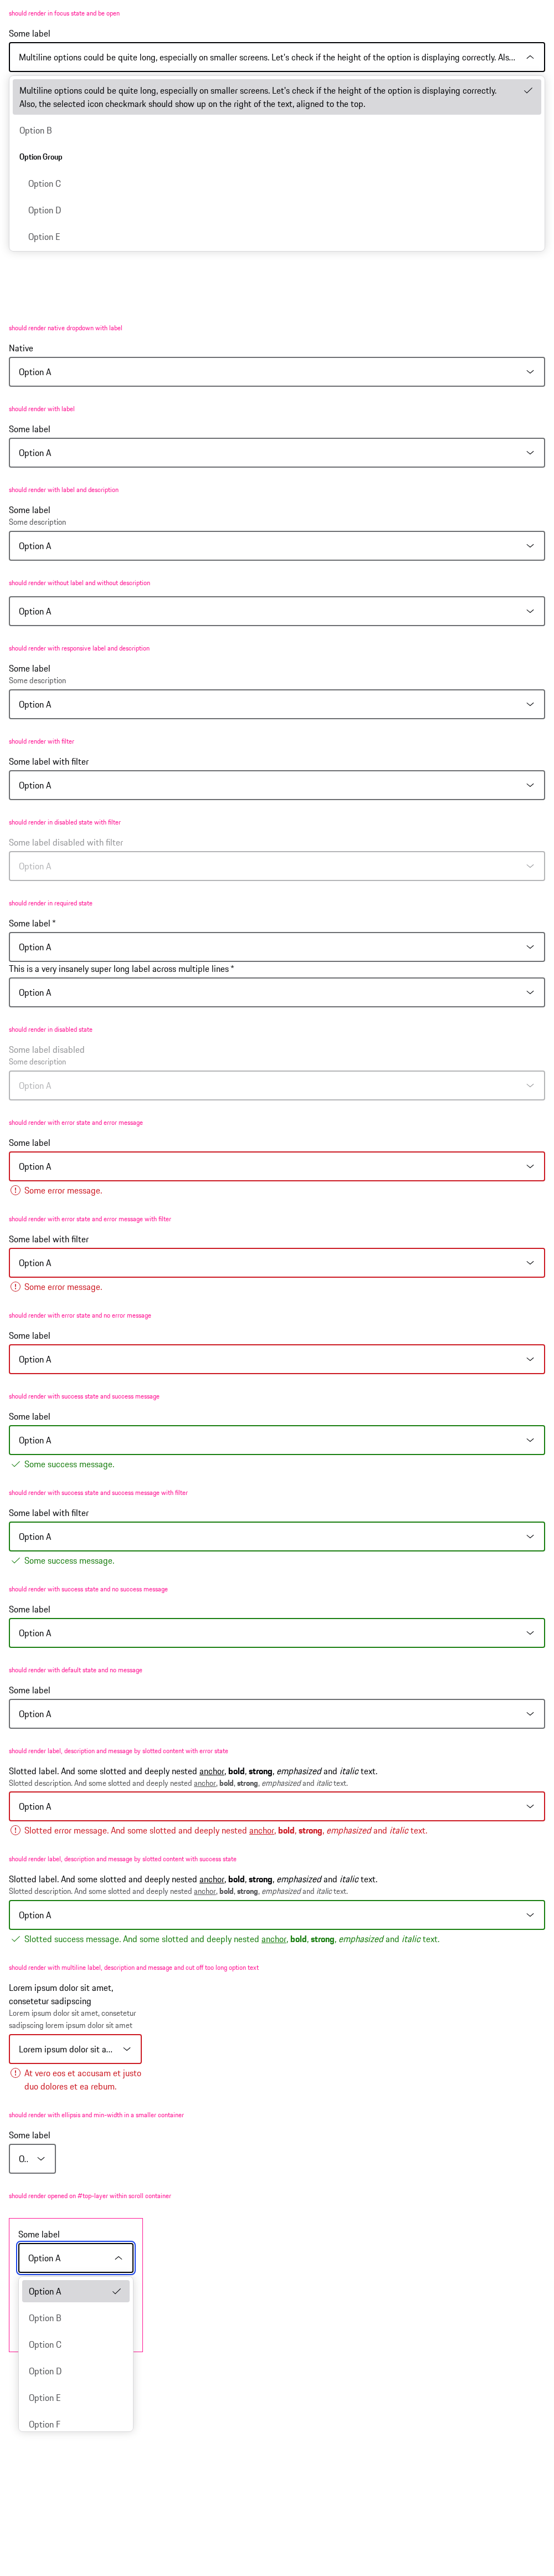 should render in focus state and be open
Some label
Multiline options could be quite long, especially on smaller screens. Let's check if the height of the option is displaying correctly. Als...
Multiline options could be quite long, especially on smaller screens. Let's check if the height of the option is displaying correctly.
Also, the selected icon checkmark should show up on the right of the text, aligned to the top.
Option B
Option Group
Option C
Option D
Option E
should render native dropdown with label
Native
Option A
should render with label
Some label
Option A
should render with label and description
Some label
Some description
Option A
should render without label and without description
Option A
should render with responsive label and description
Some label
Some description
Option A
should render with filter
Some label with filter
Option A
should render in disabled state with filter
Some label disabled with filter
Option A
should render in required state
Some label *
Option A
This is a very insanely super long label across multiple lines *
Option A
should render in disabled state
Some label disabled
Some description
Option A
should render with error state and error message
Some label
Option A
Some error message.
should render with error state and error message with filter
Some label with filter
Option A
Some error message.
should render with error state and no error message
Some label
Option A
should render with success state and success message
Some label
Option A
Some success message.
should render with success state and success message with filter
Some label with filter
Option A
Some success message.
should render with success state and no success message
Some label
Option A
should render with default state and no message
Some label
Option A
should render label, description and message by slotted content with error state
Slotted label. And some slotted and deeply nested anchor, bold, strong, emphasized and italic text.
Slotted description. And some slotted and deeply nested anchor, bold, strong, emphasized and italic text.
Option A
Slotted error message. And some slotted and deeply nested anchor, bold, strong, emphasized and italic text.
should render label, description and message by slotted content with success state
Slotted label. And some slotted and deeply nested anchor, bold, strong, emphasized and italic text.
Slotted description. And some slotted and deeply nested anchor, bold, strong, emphasized and italic text.
Option A
Slotted success message. And some slotted and deeply nested anchor, bold, strong, emphasized and italic text.
should render with multiline label, description and message and cut off too long option text
Lorem ipsum dolor sit amet,
consetetur sadipscing
Lorem ipsum dolor sit amet, consetetur
sadipscing lorem ipsum dolor sit amet
Lorem ipsum dolor sit a...
At vero eos et accusam et justo
duo dolores et ea rebum.
should render with ellipsis and min-width in a smaller container
Some label
O..
should render opened on #top-layer within scroll container
Some label
Option A
Option A
Option B
Option C
Option D
Option E
Option F